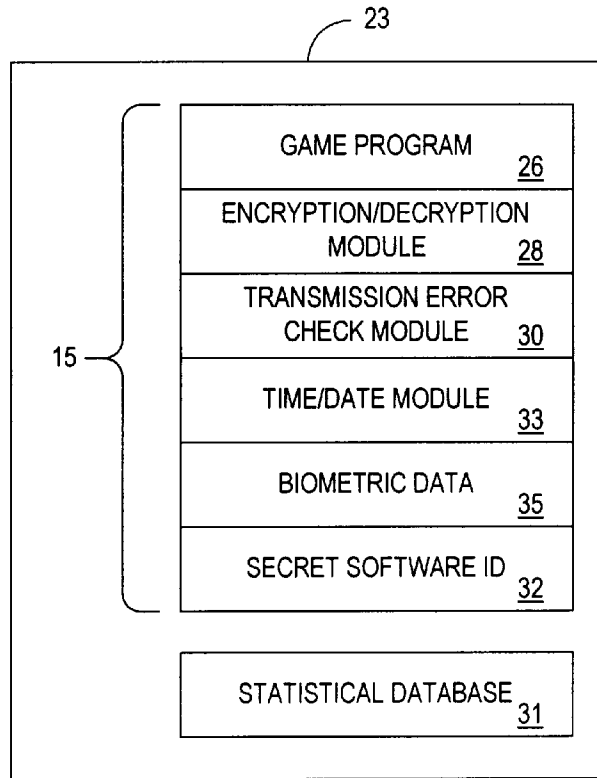 23
GAME PROGRAM
26
ENCRYPTION/DECRYPTION
MODULE
28
TRANSMISSION ERROR
CHECK MODULE
30
15
TIME/DATE MODULE
33
BIOMETRIC DATA
35
SECRET SOFTWARE ID
32
STATISTICAL DATABASE
31